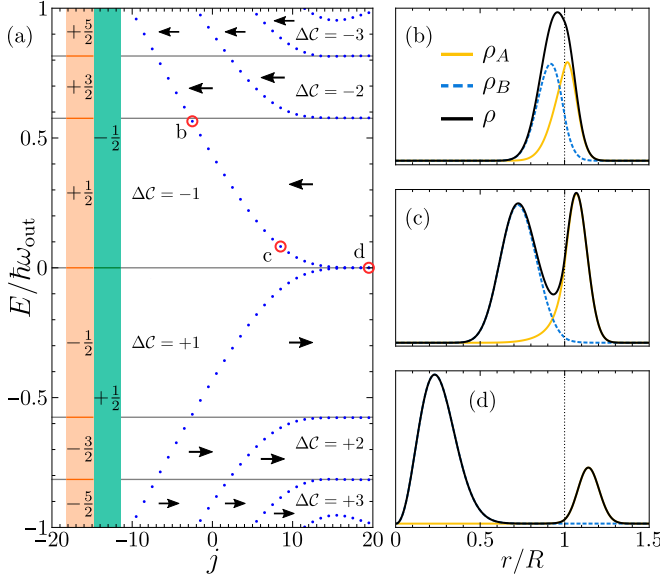 (a)
E/ℏω_out
1
0.5
0
−0.5
−1
+5/2
+3/2
+1/2
−1/2
−3/2
−5/2
−1/2
+1/2
ΔC = −3
ΔC = −2
ΔC = −1
ΔC = +1
ΔC = +2
ΔC = +3
b
c
d
−20 −10 0 10 20
j
(b)
ρ_A
ρ_B
ρ
(c)
(d)
0 0.5 1 1.5
r/R